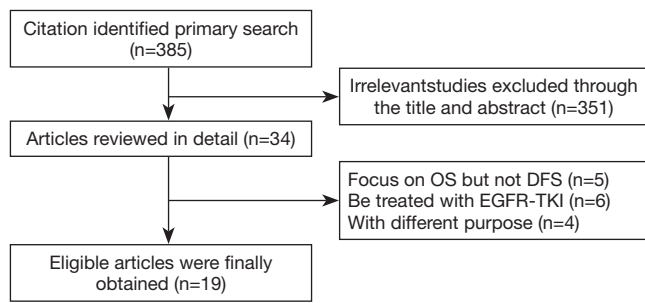 Citation identified primary search
(n=385)
Irrelevantstudies excluded through
the title and abstract (n=351)
Articles reviewed in detail (n=34)
Focus on OS but not DFS (n=5)
Be treated with EGFR-TKI (n=6)
With different purpose (n=4)
Eligible articles were finally
obtained (n=19)